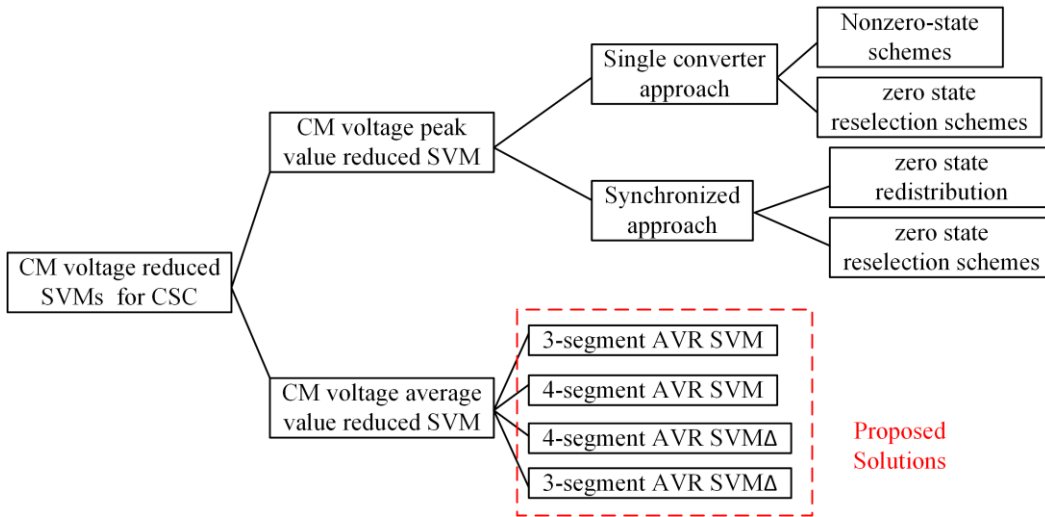 Nonzero-state
schemes
Single converter
approach
zero state
reselection schemes
CM voltage peak
value reduced SVM
zero state
redistribution
Synchronized
approach
zero state
reselection schemes
CM voltage reduced
SVMs for CSC
3-segment AVR SVM
4-segment AVR SVM
CM voltage average
value reduced SVM
4-segment AVR SVMΔ
3-segment AVR SVMΔ
Proposed
Solutions